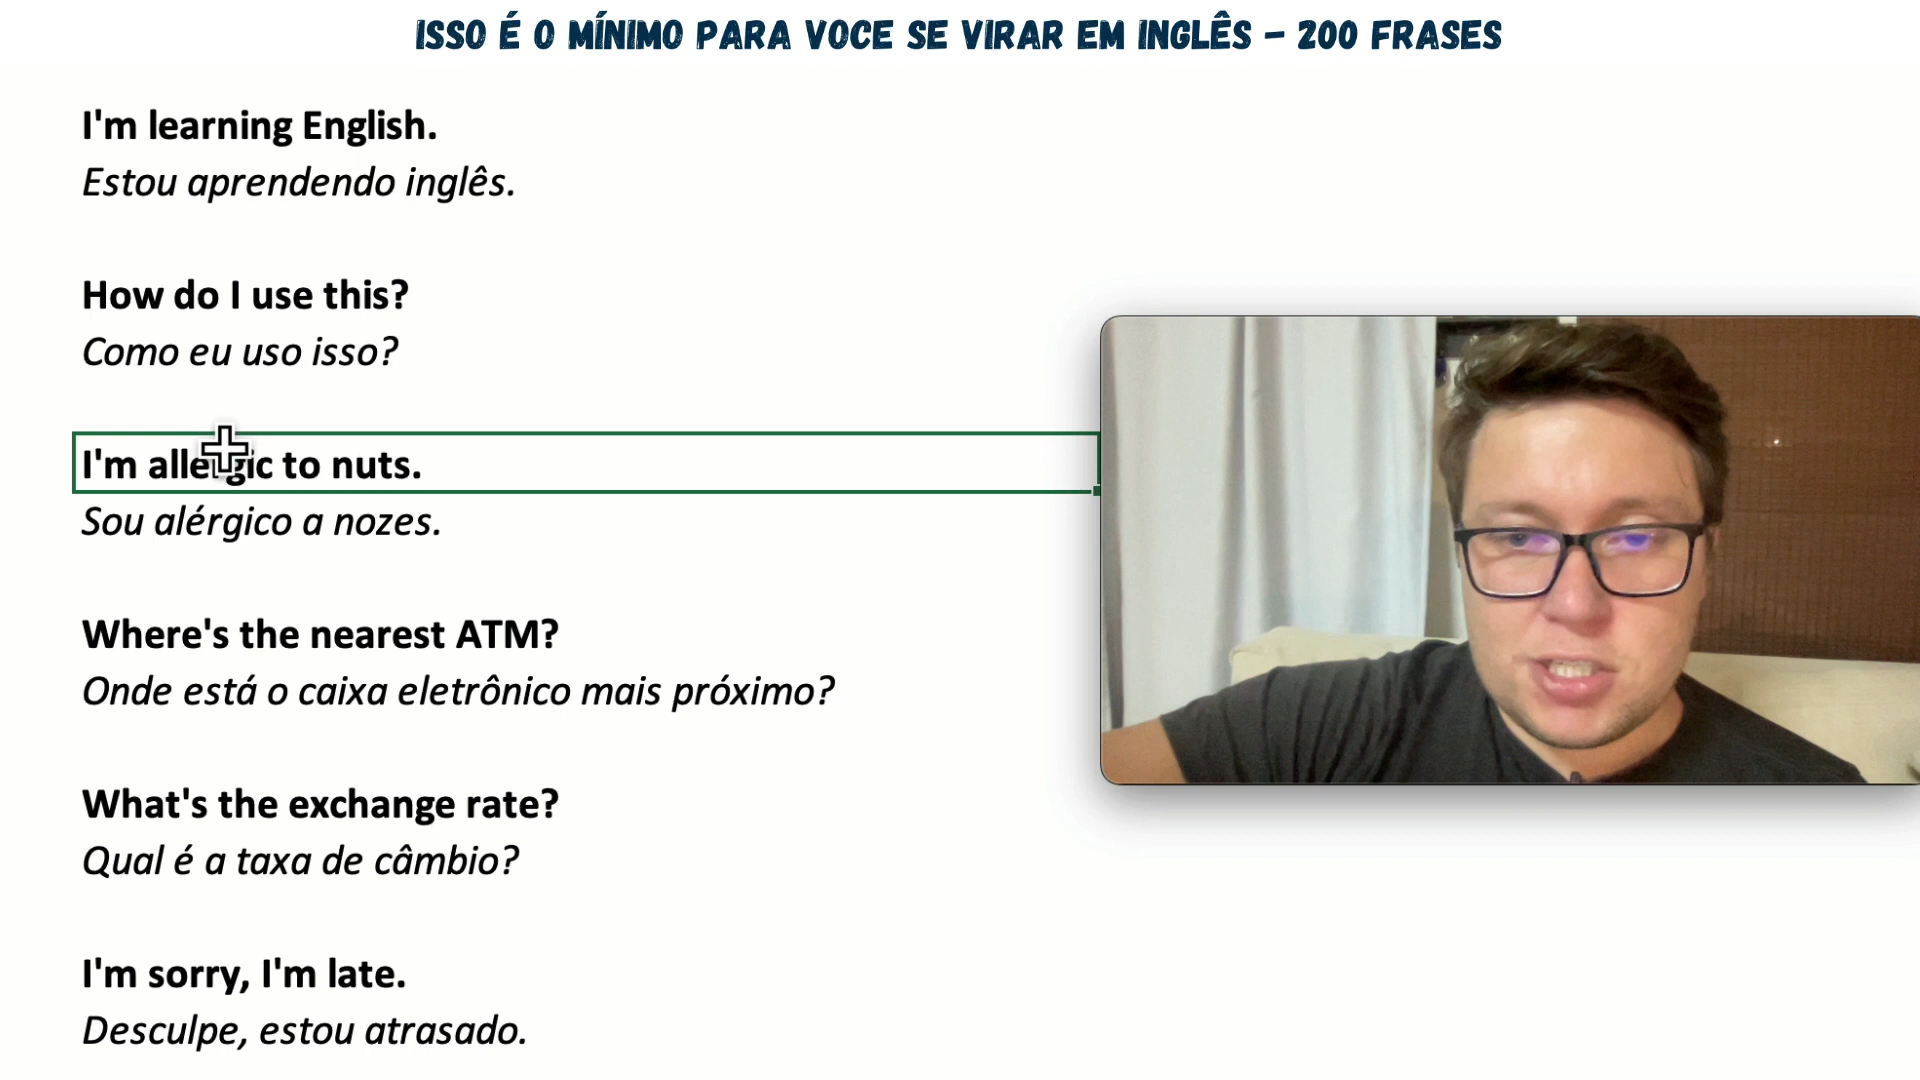 ISSO É O MÍNIMO PARA VOCE SE VIRAR EM INGLÊS – 200 FRASES
I'm learning English.
Estou aprendendo inglês.
How do I use this?
Como eu uso isso?
I'm allergic to nuts.
Sou alérgico a nozes.
Where's the nearest ATM?
Onde está o caixa eletrônico mais próximo?
What's the exchange rate?
Qual é a taxa de câmbio?
I'm sorry, I'm late.
Desculpe, estou atrasado.